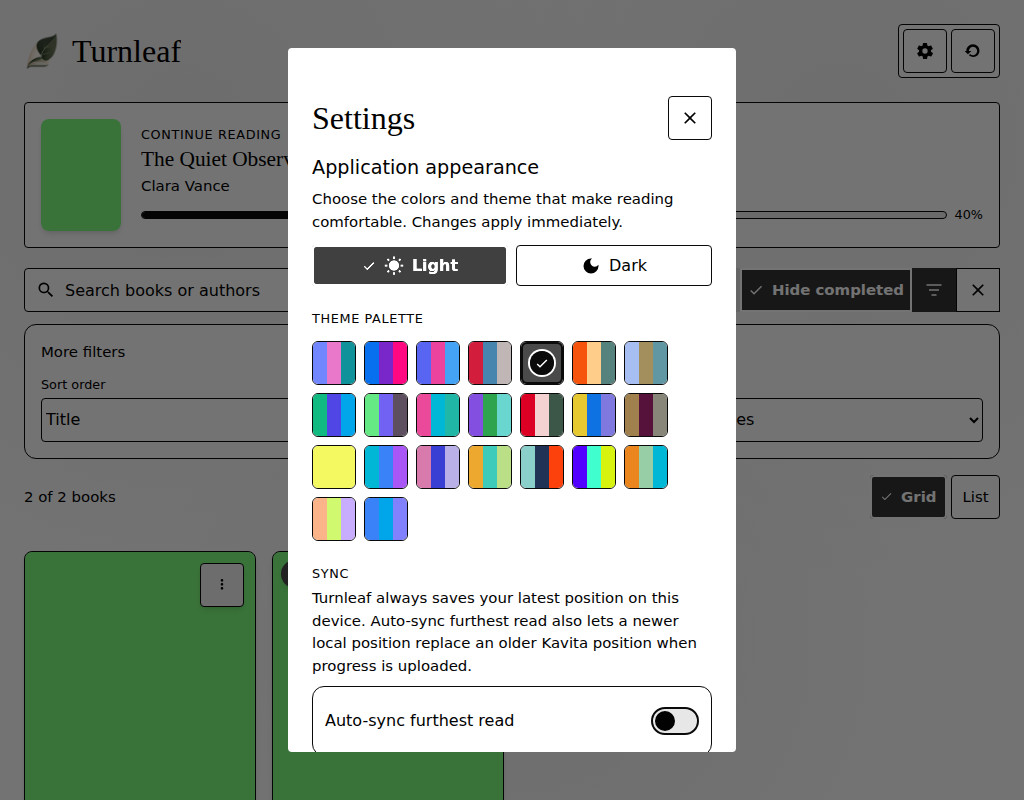 Turnleaf
CONTINUE READING
The Quiet Observ
Clara Vance
40%
Search books or authors
Hide completed
More filters
Sort order
Title
es
2 of 2 books
Grid
List
Settings
Application appearance
Choose the colors and theme that make reading
comfortable. Changes apply immediately.
Light
Dark
THEME PALETTE
SYNC
Turnleaf always saves your latest position on this
device. Auto-sync furthest read also lets a newer
local position replace an older Kavita position when
progress is uploaded.
Auto-sync furthest read